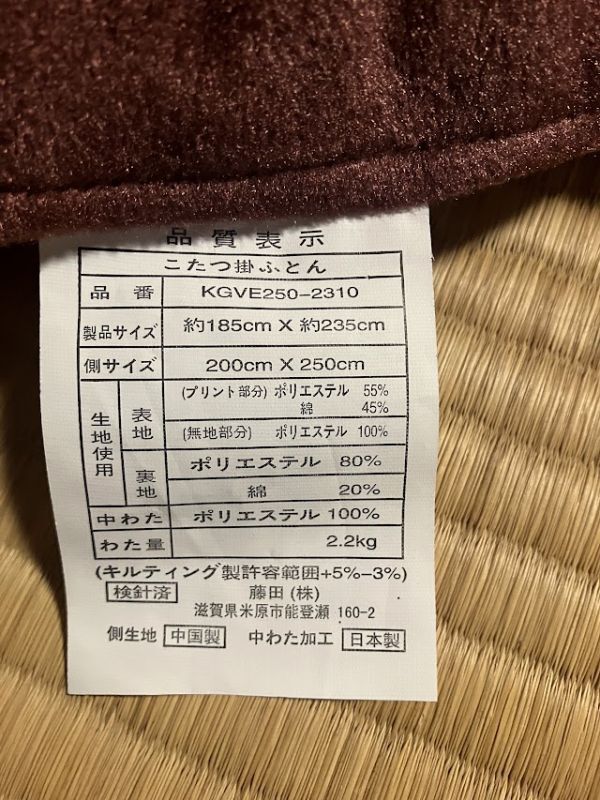 品質表示
こたつ掛ふとん
品番 KGVE250-2310
製品サイズ 約185cm X 約235cm
側サイズ 200cm X 250cm
生地使用 表地 (プリント部分) ポリエステル 55%
綿 45%
(無地部分) ポリエステル 100%
裏地 ポリエステル 80%
綿 20%
中わた ポリエステル 100%
わた量 2.2kg
(キルティング製許容範囲+5%-3%)
検針済 藤田 (株)
滋賀県米原市能登瀬 160-2
側生地 中国製 中わた加工 日本製